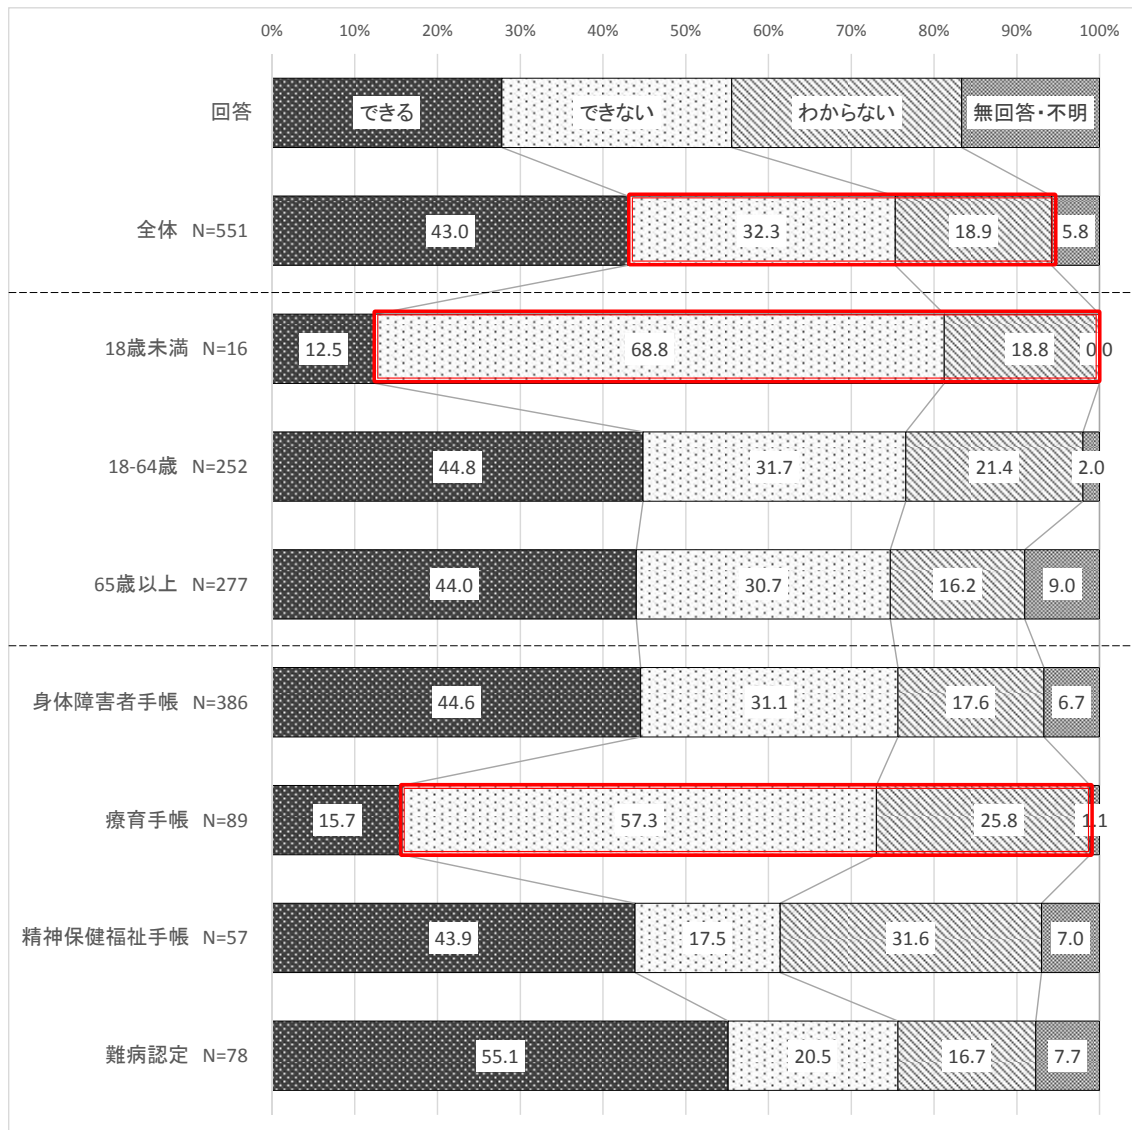 0% 10% 20% 30% 40% 50% 60% 70% 80% 90% 100%
回答 できる できない わからない 無回答・不明
全体 N=551 43.0 32.3 18.9 5.8
18歳未満 N=16 12.5 68.8 18.8 0.0
18-64歳 N=252 44.8 31.7 21.4 2.0
65歳以上 N=277 44.0 30.7 16.2 9.0
身体障害者手帳 N=386 44.6 31.1 17.6 6.7
療育手帳 N=89 15.7 57.3 25.8 1.1
精神保健福祉手帳 N=57 43.9 17.5 31.6 7.0
難病認定 N=78 55.1 20.5 16.7 7.7